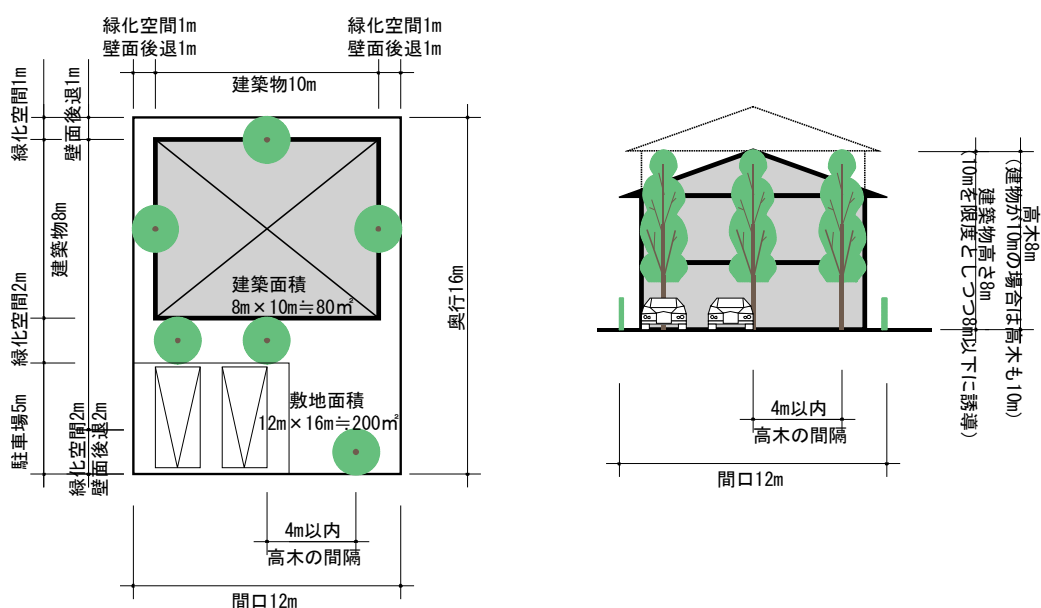 緑化空間1m
壁面後退1m
緑化空間1m
壁面後退1m
建築物10m
緑化空間1m
壁面後退1m
建築物8m
緑化空間2m
駐車場5m
緑化空間2m
壁面後退2m
建築面積
8m×10m≒80㎡
敷地面積
12m×16m≒200㎡
奥行16m
4m以内
高木の間隔
間口12m
4m以内
高木の間隔
間口12m
高木8m
(建物が10mの場合は高木も10m)
建築物高さ8m
(10mを限度としつつ8m以下に誘導)